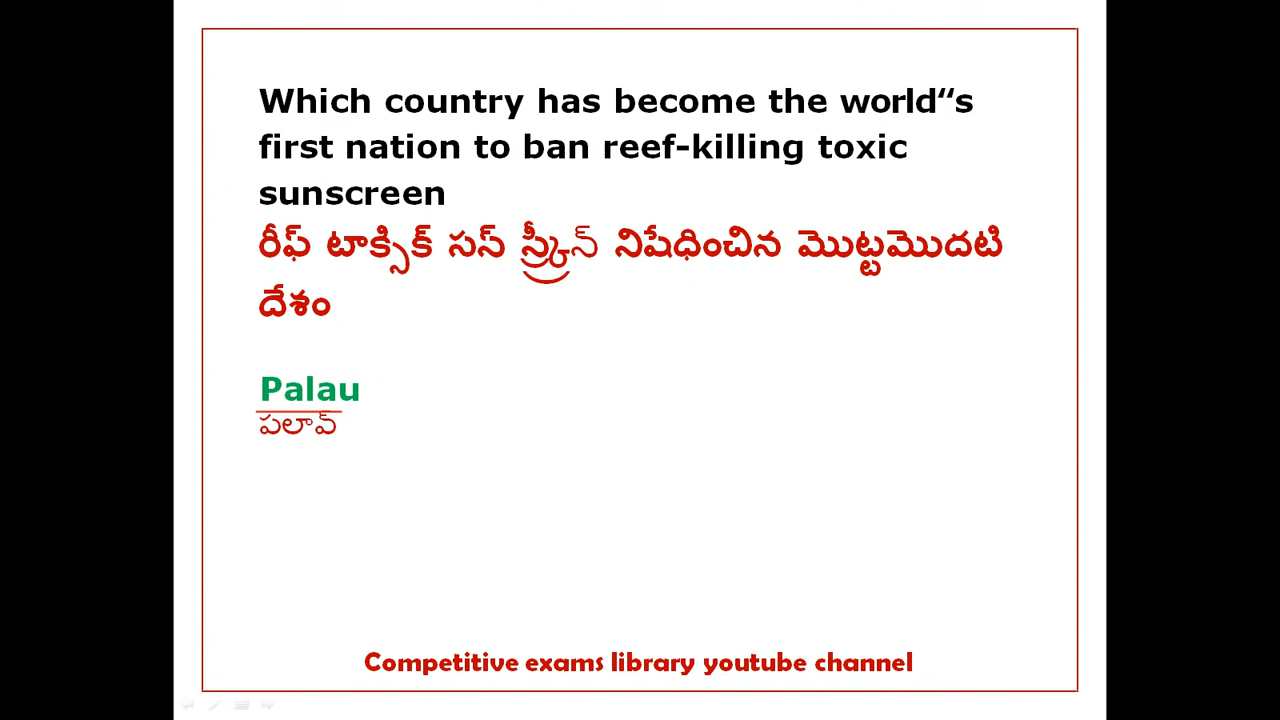 Which country has become the world“s
first nation to ban reef-killing toxic
sunscreen
రీఫ్ టాక్సిక్ సన్ స్క్రీన్ నిషేధించిన మొట్టమొదటి
దేశం
Palau
పలావ్
Competitive exams library youtube channel